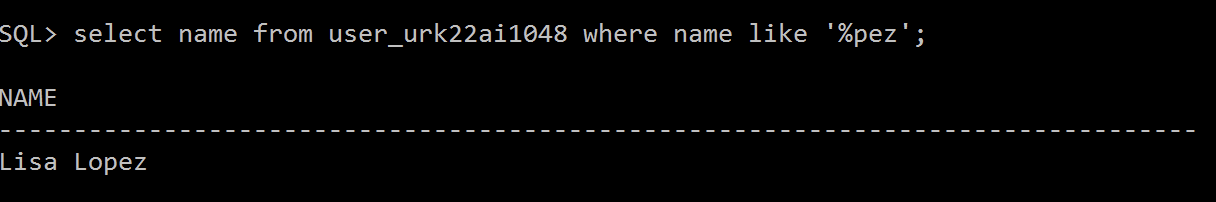 SQL> select name from user_urk22ai1048 where name like '%pez';
NAME
--------------------------------------------------------------------------------
Lisa Lopez